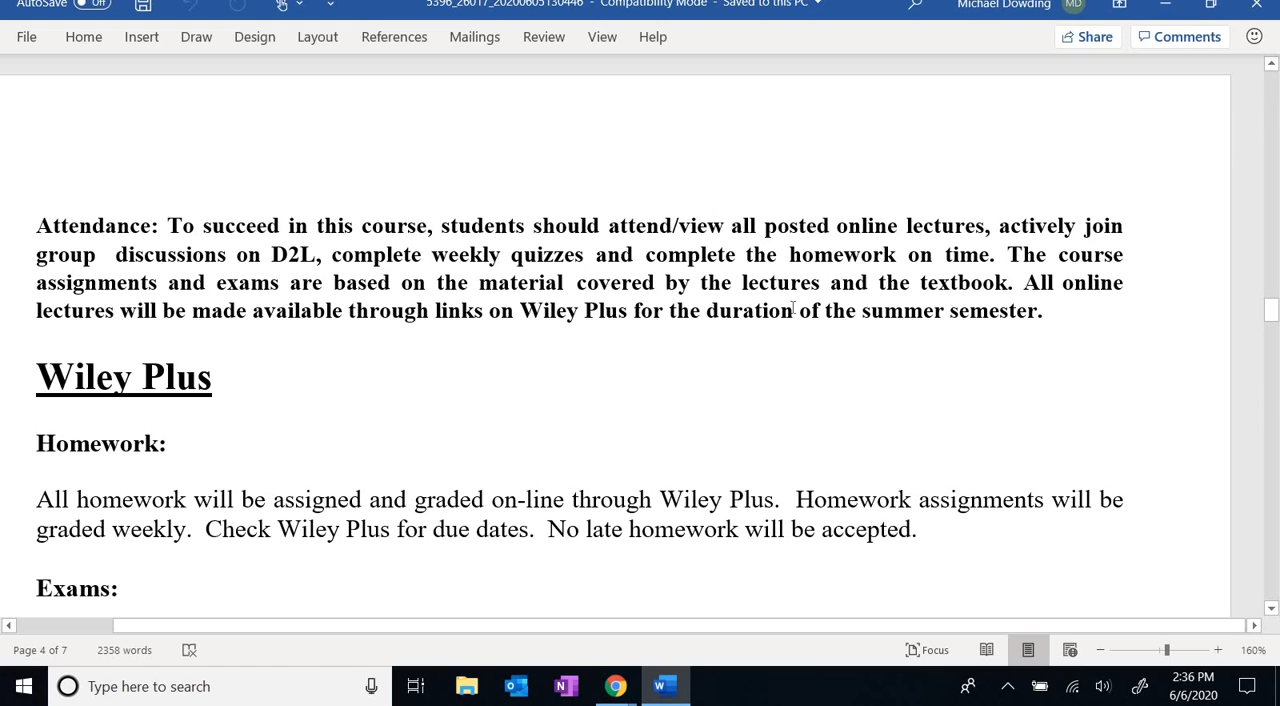 AutoSave Off 5396_26017_20200605130446 - Compatibility Mode - Saved to this PC Michael Dowding MD
File Home Insert Draw Design Layout References Mailings Review View Help Share Comments
Attendance: To succeed in this course, students should attend/view all posted online lectures, actively join
group discussions on D2L, complete weekly quizzes and complete the homework on time. The course
assignments and exams are based on the material covered by the lectures and the textbook. All online
lectures will be made available through links on Wiley Plus for the duration of the summer semester.
Wiley Plus
Homework:
All homework will be assigned and graded on-line through Wiley Plus. Homework assignments will be
graded weekly. Check Wiley Plus for due dates. No late homework will be accepted.
Exams:
Page 4 of 7 2358 words Focus 160%
Type here to search 2:36 PM
6/6/2020